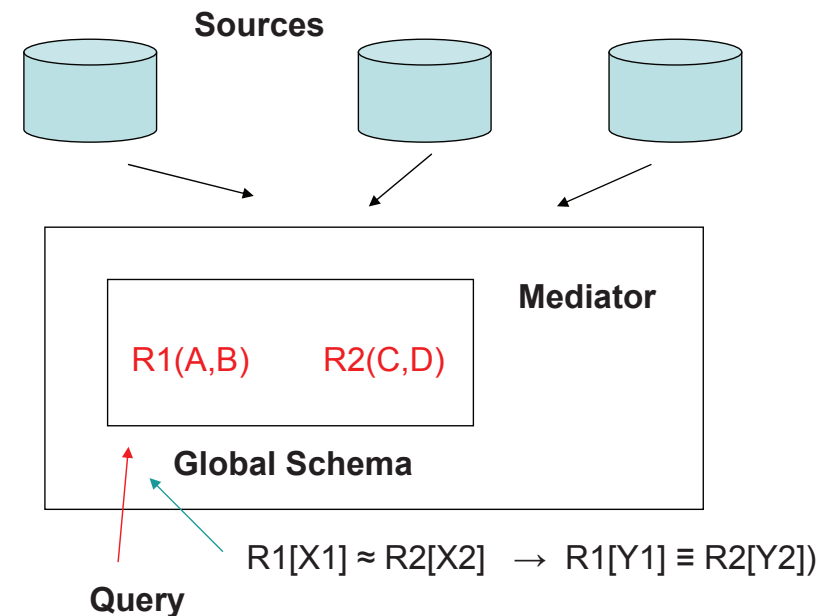 Sources
Mediator
R1(A,B) R2(C,D)
Global Schema
R1[X1] ≈ R2[X2] → R1[Y1] ≡ R2[Y2])
Query